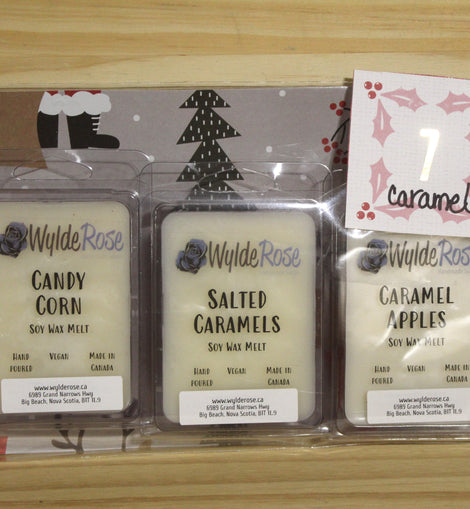 7
caramel
WyldeRose
CANDY
CORN
SOY WAX MELT
HAND
POURED
VEGAN
MADE IN
CANADA
www.wylderose.ca
6989 Grand Narrows Hwy
Big Beach, Nova Scotia, B1T 1L9
WyldeRose
SALTED
CARAMELS
SOY WAX MELT
HAND
POURED
VEGAN
MADE IN
CANADA
www.wylderose.ca
6989 Grand Narrows Hwy
Big Beach, Nova Scotia, B1T 1L9
WyldeRose
CARAMEL
APPLES
SOY WAX MELT
HAND
POURED
VEGAN
MADE IN
CANADA
www.wylderose.ca
6989 Grand Narrows Hwy
Big Beach, Nova Scotia, B1T 1L9